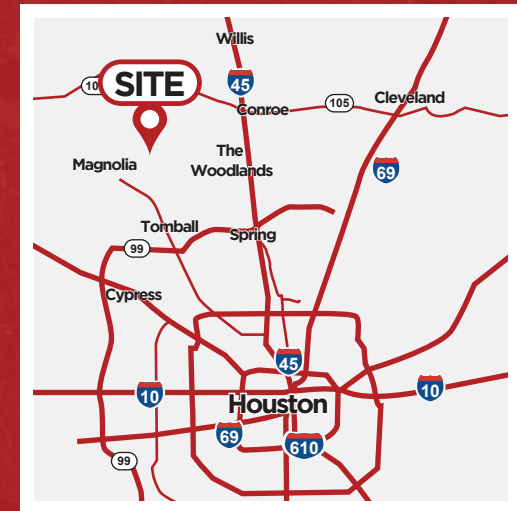 Willis
SITE
10
45
Conroe
105
Cleveland
The
Woodlands
Magnolia
69
Tomball
Spring
99
Cypress
45
10
10
Houston
69
610
99